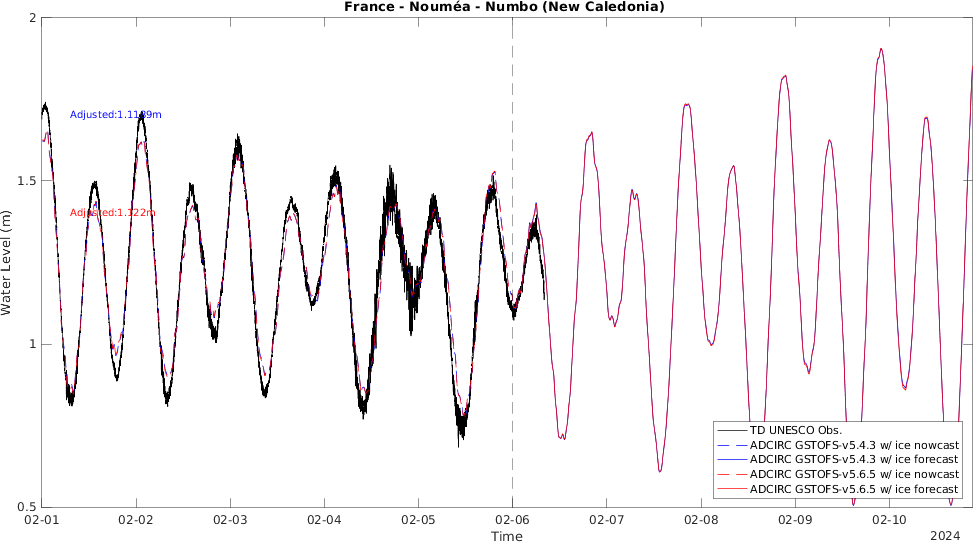 France - Nouméa - Numbo (New Caledonia)
Water Level (m)
2
1.5
1
0.5
Adjusted:1.1189m
Adjusted:1.122m
TD UNESCO Obs.
ADCIRC GSTOFS-v5.4.3 w/ ice nowcast
ADCIRC GSTOFS-v5.4.3 w/ ice forecast
ADCIRC GSTOFS-v5.6.5 w/ ice nowcast
ADCIRC GSTOFS-v5.6.5 w/ ice forecast
02-01 02-02 02-03 02-04 02-05 02-06 02-07 02-08 02-09 02-10
Time
2024